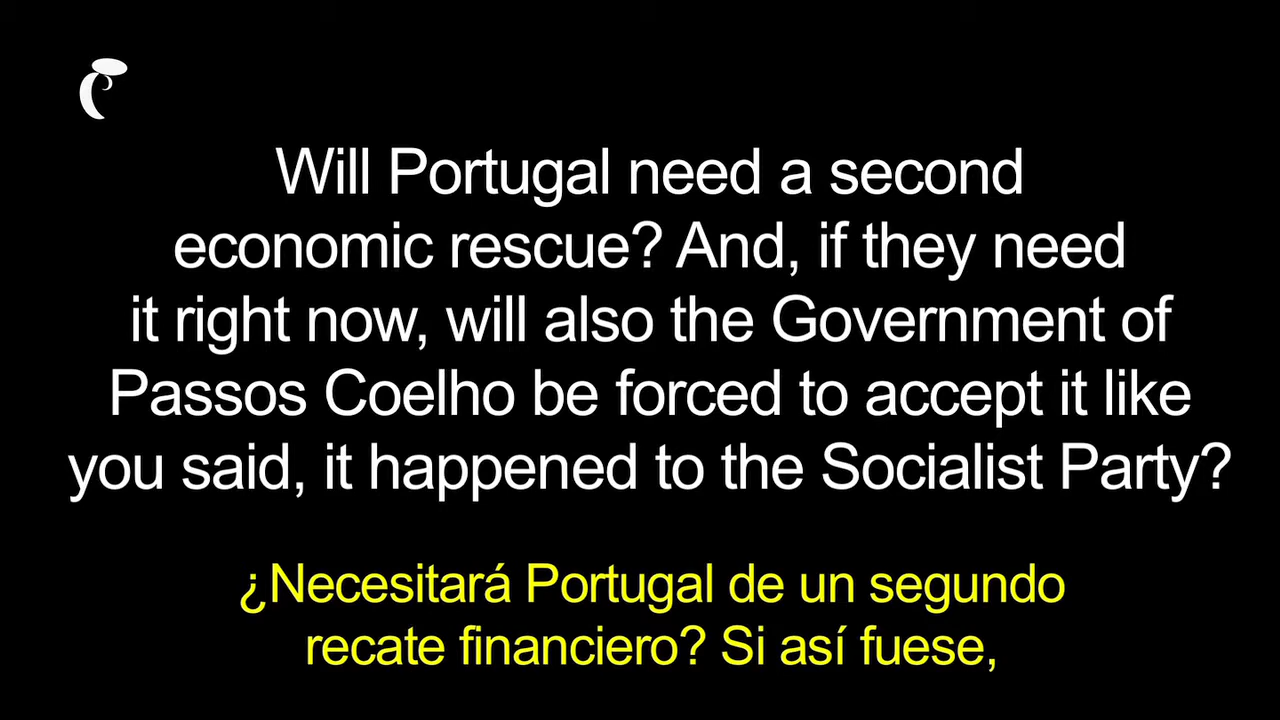 Will Portugal need a second
economic rescue? And, if they need
it right now, will also the Government of
Passos Coelho be forced to accept it like
you said, it happened to the Socialist Party?
¿Necesitará Portugal de un segundo
recate financiero? Si así fuese,